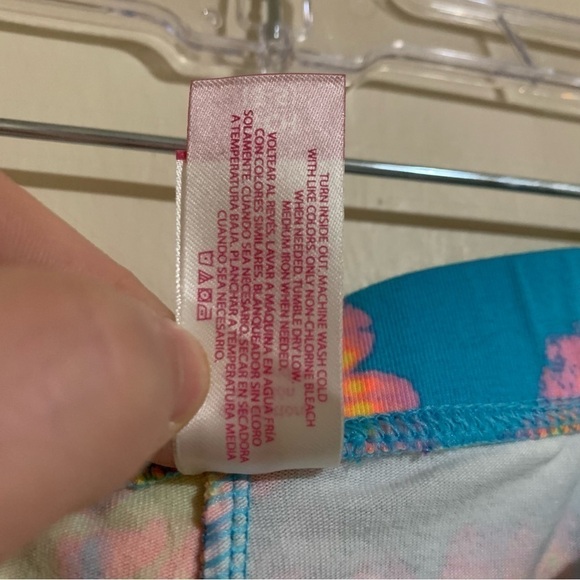 TURN INSIDE OUT. MACHINE WASH COLD
WITH LIKE COLORS. ONLY NON-CHLORINE BLEACH
WHEN NEEDED. TUMBLE DRY LOW.
MEDIUM IRON WHEN NEEDED.
VOLTEAR AL REVES. LAVAR A MÁQUINA, EN AGUA FRÍA
CON COLORES SIMILARES. BLANQUEADOR SIN CLORO
SOLAMENTE, CUANDO SEA NECESARIO. SECAR EN SECADORA
A TEMPERATURA BAJA. PLANCHAR A TEMPERATURA MEDIA
CUANDO SEA NECESARIO.